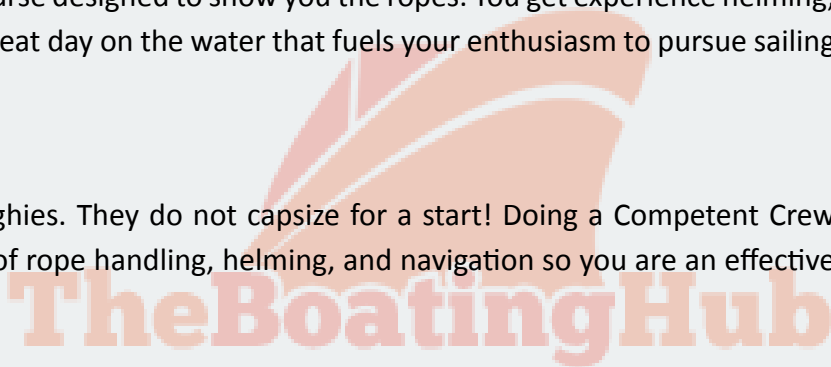 arse designed to show you the ropes. You get experience helming,
eat day on the water that fuels your enthusiasm to pursue sailing
ghies. They do not capsize for a start! Doing a Competent Crew
of rope handling, helming, and navigation so you are an effective
TheBoatingHub